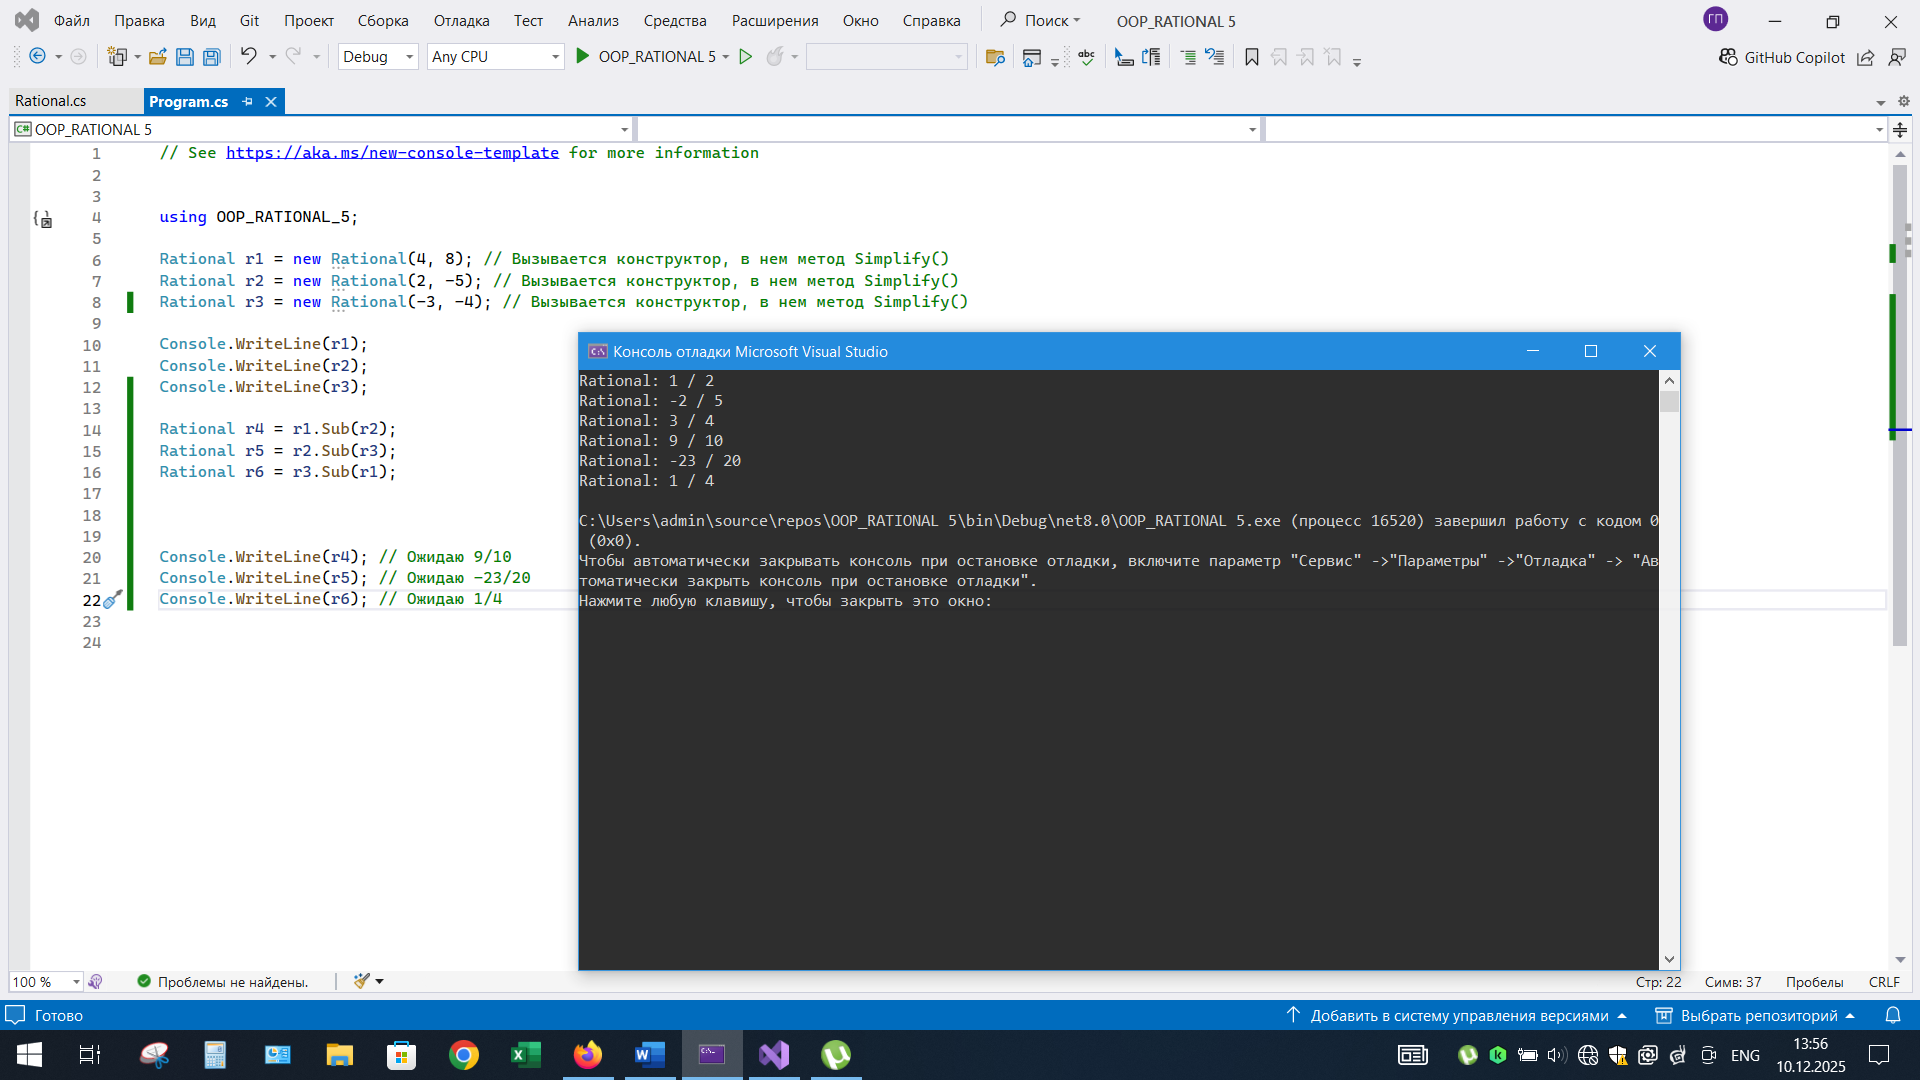 Файл Правка Вид Git Проект Сборка Отладка Тест Анализ Средства Расширения Окно Справка Поиск OOP_RATIONAL 5 ГП
Debug Any CPU OOP_RATIONAL 5 GitHub Copilot
Rational.cs Program.cs
C# OOP_RATIONAL 5
1 // See https://aka.ms/new-console-template for more information
2
3
4 using OOP_RATIONAL_5;
5
6 Rational r1 = new Rational(4, 8); // Вызывается конструктор, в нем метод Simplify()
7 Rational r2 = new Rational(2, -5); // Вызывается конструктор, в нем метод Simplify()
8 Rational r3 = new Rational(-3, -4); // Вызывается конструктор, в нем метод Simplify()
9
10 Console.WriteLine(r1);
11 Console.WriteLine(r2);
12 Console.WriteLine(r3);
13
14 Rational r4 = r1.Sub(r2);
15 Rational r5 = r2.Sub(r3);
16 Rational r6 = r3.Sub(r1);
17
18
19
20 Console.WriteLine(r4); // Ожидаю 9/10
21 Console.WriteLine(r5); // Ожидаю -23/20
22 Console.WriteLine(r6); // Ожидаю 1/4
23
24
Консоль отладки Microsoft Visual Studio
Rational: 1 / 2
Rational: -2 / 5
Rational: 3 / 4
Rational: 9 / 10
Rational: -23 / 20
Rational: 1 / 4
C:\Users\admin\source\repos\OOP_RATIONAL 5\bin\Debug\net8.0\OOP_RATIONAL 5.exe (процесс 16520) завершил работу с кодом 0
(0x0).
Чтобы автоматически закрывать консоль при остановке отладки, включите параметр "Сервис" ->"Параметры" ->"Отладка" -> "Ав
томатически закрыть консоль при остановке отладки".
Нажмите любую клавишу, чтобы закрыть это окно:
100 % Проблемы не найдены. Стр: 22 Симв: 37 Пробелы CRLF
Готово Добавить в систему управления версиями Выбрать репозиторий
ENG 13:56
10.12.2025